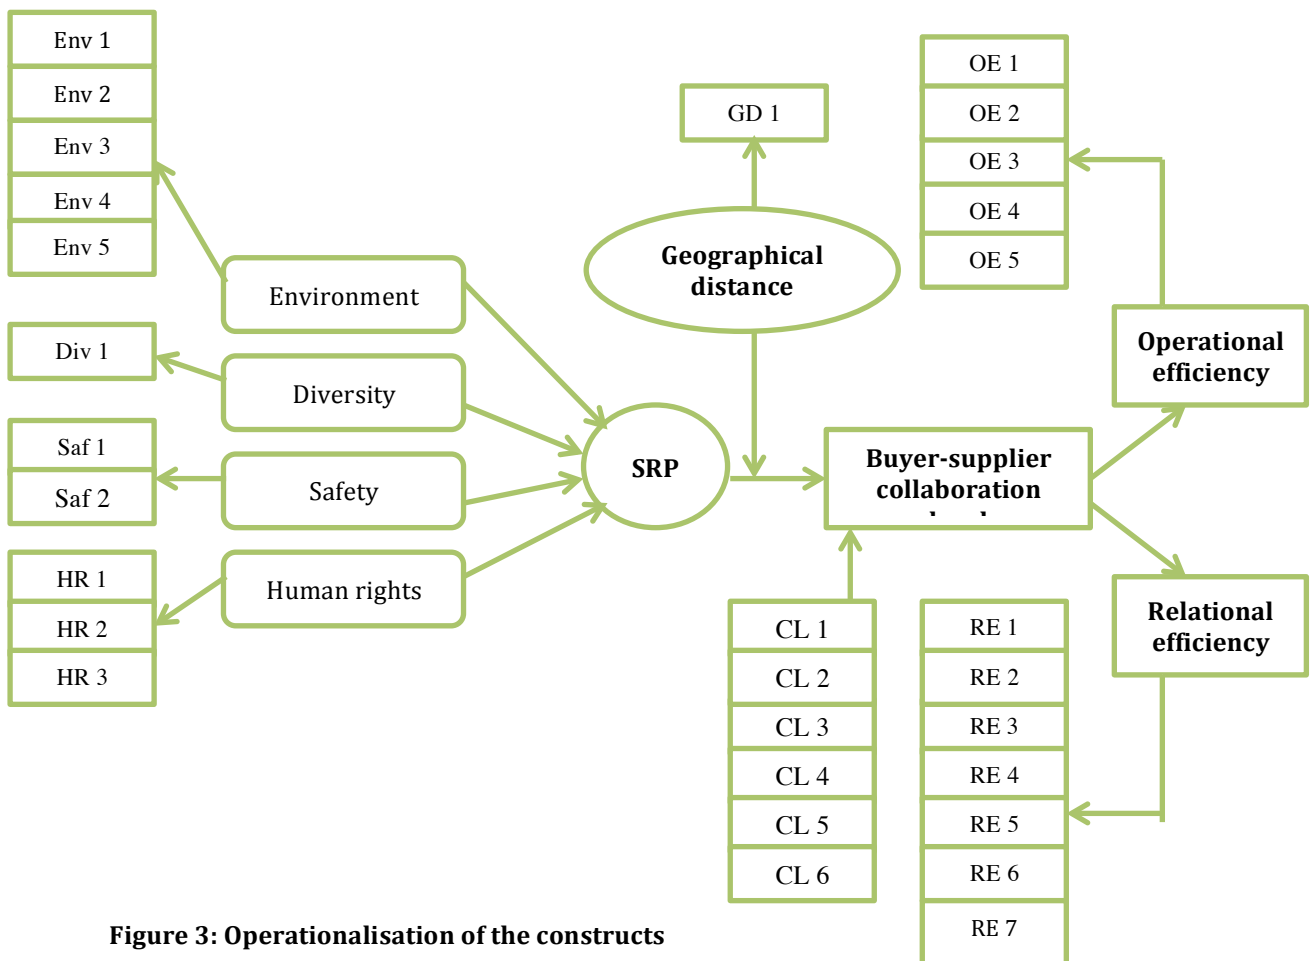 Env 1
Env 2
Env 3
Env 4
Env 5
Div 1
Saf 1
Saf 2
HR 1
HR 2
HR 3
Environment
Diversity
Safety
Human rights
SRP
GD 1
Geographical
distance
Buyer-supplier
collaboration
CL 1
CL 2
CL 3
CL 4
CL 5
CL 6
OE 1
OE 2
OE 3
OE 4
OE 5
Operational
efficiency
Relational
efficiency
RE 1
RE 2
RE 3
RE 4
RE 5
RE 6
RE 7
Figure 3: Operationalisation of the constructs